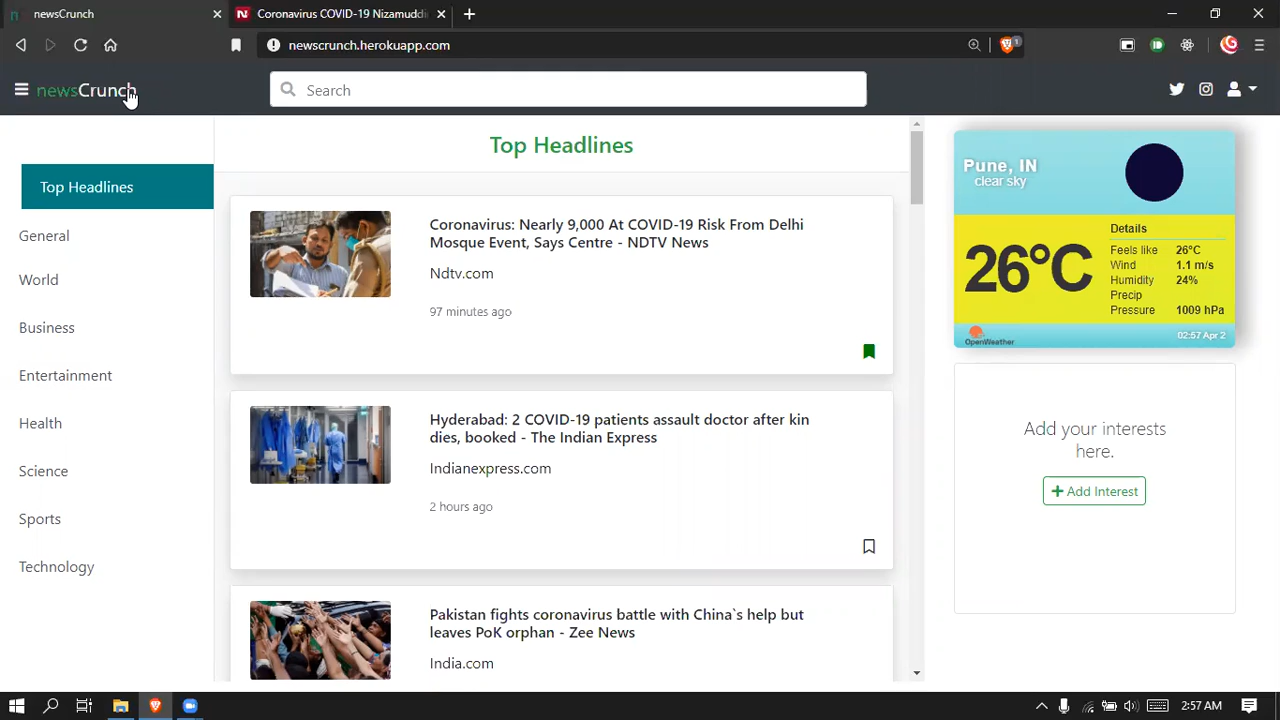 newsCrunch
Coronavirus COVID-19 Nizamuddi
newscrunch.herokuapp.com
1
newsCrunch
Search
Top Headlines
General
World
Business
Entertainment
Health
Science
Sports
Technology
Top Headlines
Coronavirus: Nearly 9,000 At COVID-19 Risk From Delhi
Mosque Event, Says Centre - NDTV News
Ndtv.com
97 minutes ago
Hyderabad: 2 COVID-19 patients assault doctor after kin
dies, booked - The Indian Express
Indianexpress.com
2 hours ago
Pakistan fights coronavirus battle with China`s help but
leaves PoK orphan - Zee News
India.com
Pune, IN
clear sky
26°C
Details
Feels like 26°C
Wind 1.1 m/s
Humidity 24%
Precip
Pressure 1009 hPa
OpenWeather
02:57 Apr 2
Add your interests
here.
+ Add Interest
2:57 AM